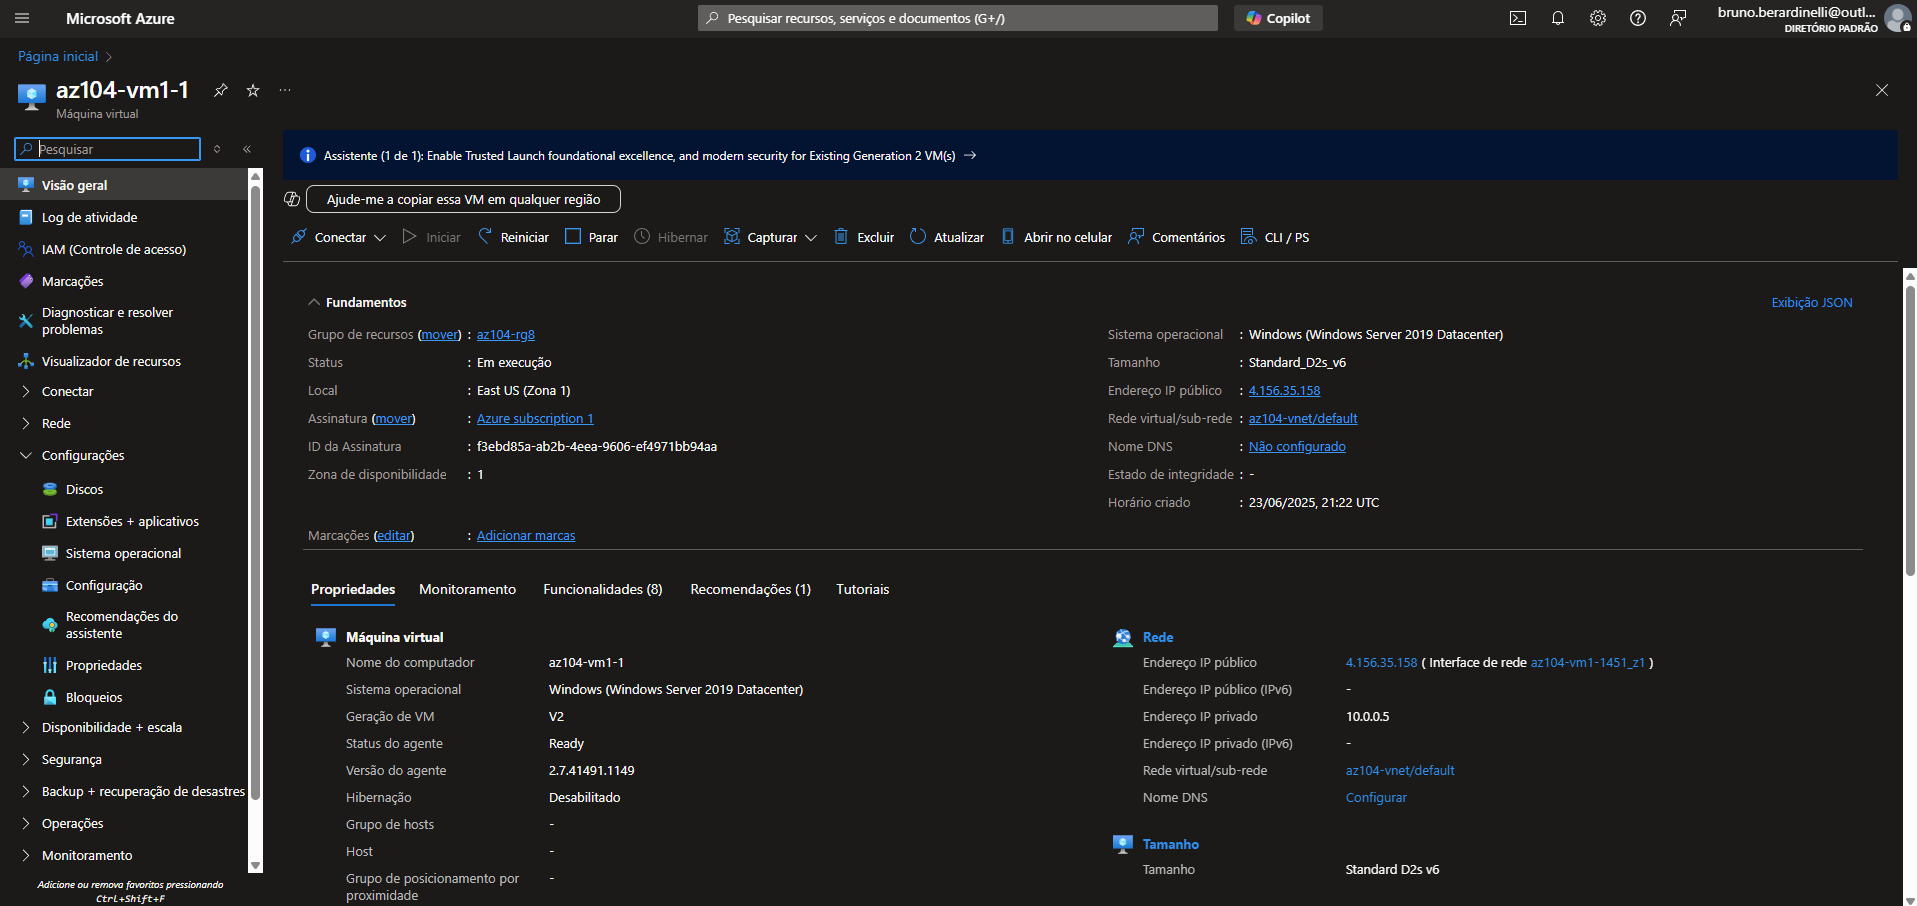 Microsoft Azure
Pesquisar recursos, serviços e documentos (G+/)
Copilot
bruno.berardinelli@outl...
DIRETÓRIO PADRÃO
Página inicial
az104-vm1-1
Máquina virtual
Pesquisar
Visão geral
Log de atividade
IAM (Controle de acesso)
Marcações
Diagnosticar e resolver
problemas
Visualizador de recursos
Conectar
Rede
Configurações
Discos
Extensões + aplicativos
Sistema operacional
Configuração
Recomendações do
assistente
Propriedades
Bloqueios
Disponibilidade + escala
Segurança
Backup + recuperação de desastres
Operações
Monitoramento
Adicione ou remova favoritos pressionando
Ctrl+Shift+F
Assistente (1 de 1): Enable Trusted Launch foundational excellence, and modern security for Existing Generation 2 VM(s) →
Ajude-me a copiar essa VM em qualquer região
Conectar Iniciar Reiniciar Parar Hibernar Capturar Excluir Atualizar Abrir no celular Comentários CLI / PS
Fundamentos
Exibição JSON
Grupo de recursos (mover) : az104-rg8
Status : Em execução
Local : East US (Zona 1)
Assinatura (mover) : Azure subscription 1
ID da Assinatura : f3ebd85a-ab2b-4eea-9606-ef4971bb94aa
Zona de disponibilidade : 1
Sistema operacional : Windows (Windows Server 2019 Datacenter)
Tamanho : Standard_D2s_v6
Endereço IP público : 4.156.35.158
Rede virtual/sub-rede : az104-vnet/default
Nome DNS : Não configurado
Estado de integridade : -
Horário criado : 23/06/2025, 21:22 UTC
Marcações (editar) : Adicionar marcas
Propriedades Monitoramento Funcionalidades (8) Recomendações (1) Tutoriais
Máquina virtual
Nome do computador az104-vm1-1
Sistema operacional Windows (Windows Server 2019 Datacenter)
Geração de VM V2
Status do agente Ready
Versão do agente 2.7.41491.1149
Hibernação Desabilitado
Grupo de hosts -
Host -
Grupo de posicionamento por -
proximidade
Rede
Endereço IP público 4.156.35.158 ( Interface de rede az104-vm1-1451_z1 )
Endereço IP público (IPv6) -
Endereço IP privado 10.0.0.5
Endereço IP privado (IPv6) -
Rede virtual/sub-rede az104-vnet/default
Nome DNS Configurar
Tamanho
Tamanho Standard D2s v6